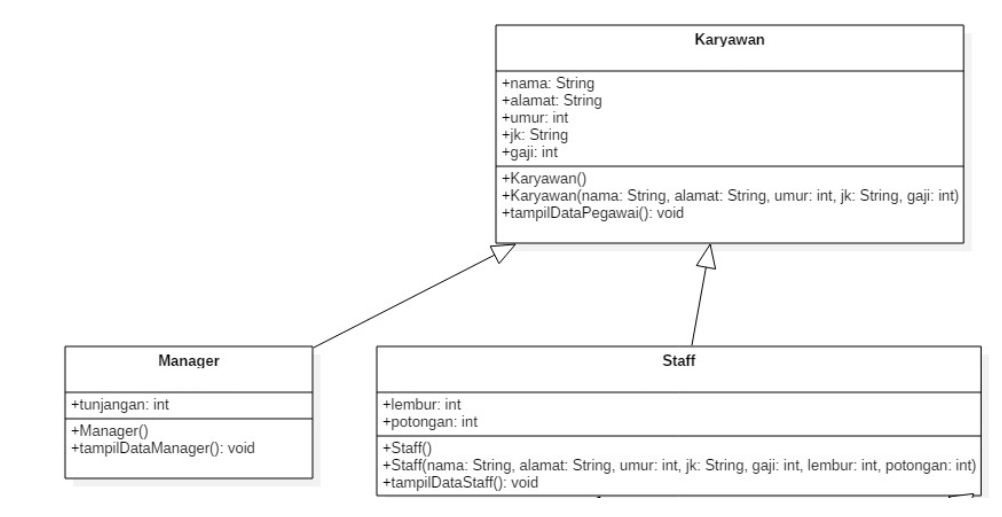 Karyawan
+nama: String
+alamat: String
+umur: int
+jk: String
+gaji: int
+Karyawan()
+Karyawan(nama: String, alamat: String, umur: int, jk: String, gaji: int)
+tampilDataPegawai(): void
Manager
+tunjangan: int
+Manager()
+tampilDataManager(): void
Staff
+lembur: int
+potongan: int
+Staff()
+Staff(nama: String, alamat: String, umur: int, jk: String, gaji: int, lembur: int, potongan: int)
+tampilDataStaff(): void